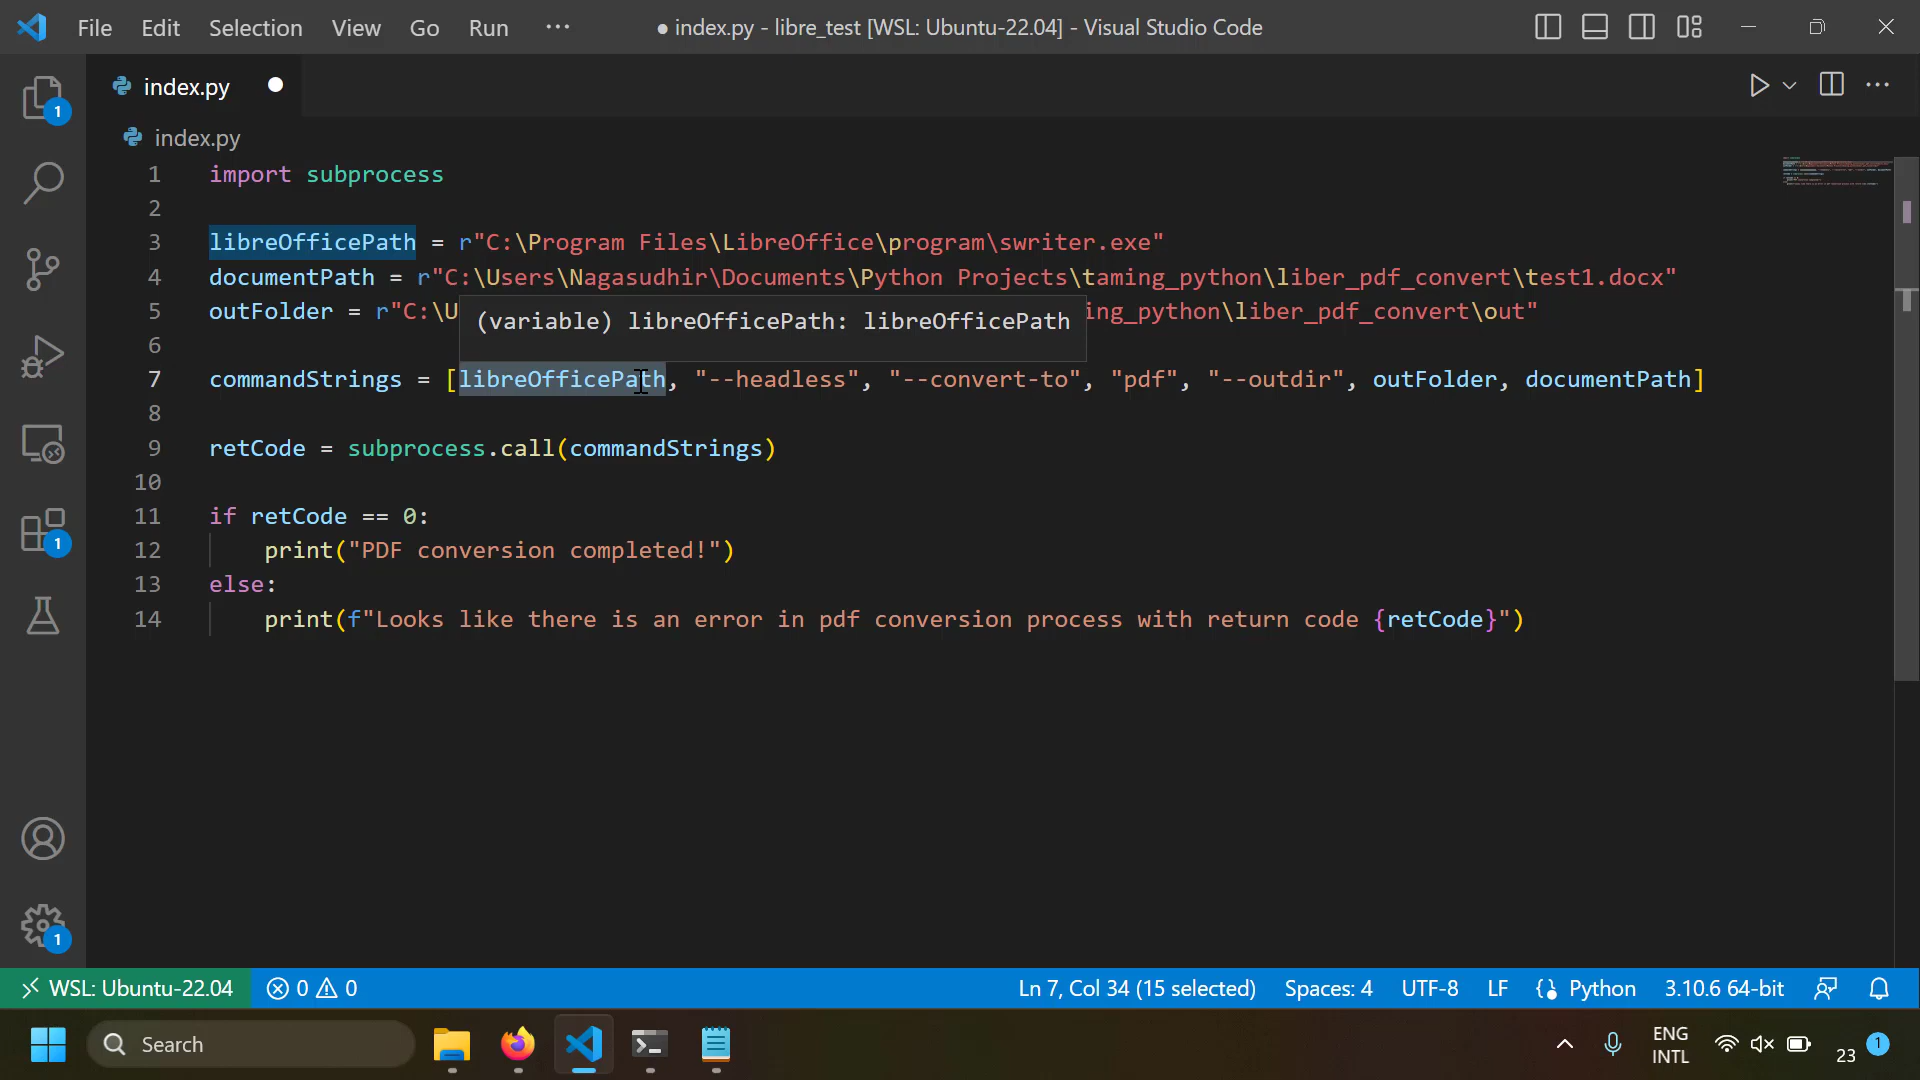 File Edit Selection View Go Run ··· ● index.py - libre_test [WSL: Ubuntu-22.04] - Visual Studio Code
index.py
index.py
1 import subprocess
2
3 libreOfficePath = r"C:\Program Files\LibreOffice\program\swriter.exe"
4 documentPath = r"C:\Users\Nagasudhir\Documents\Python Projects\taming_python\liber_pdf_convert\test1.docx"
5 outFolder = r"C:\U ing_python\liber_pdf_convert\out"
(variable) libreOfficePath: libreOfficePath
6
7 commandStrings = [libreOfficePath, "--headless", "--convert-to", "pdf", "--outdir", outFolder, documentPath]
8
9 retCode = subprocess.call(commandStrings)
10
11 if retCode == 0:
12 print("PDF conversion completed!")
13 else:
14 print(f"Looks like there is an error in pdf conversion process with return code {retCode}")
1
1
1
WSL: Ubuntu-22.04 0 0 Ln 7, Col 34 (15 selected) Spaces: 4 UTF-8 LF Python 3.10.6 64-bit
Search ENG
INTL 23 1